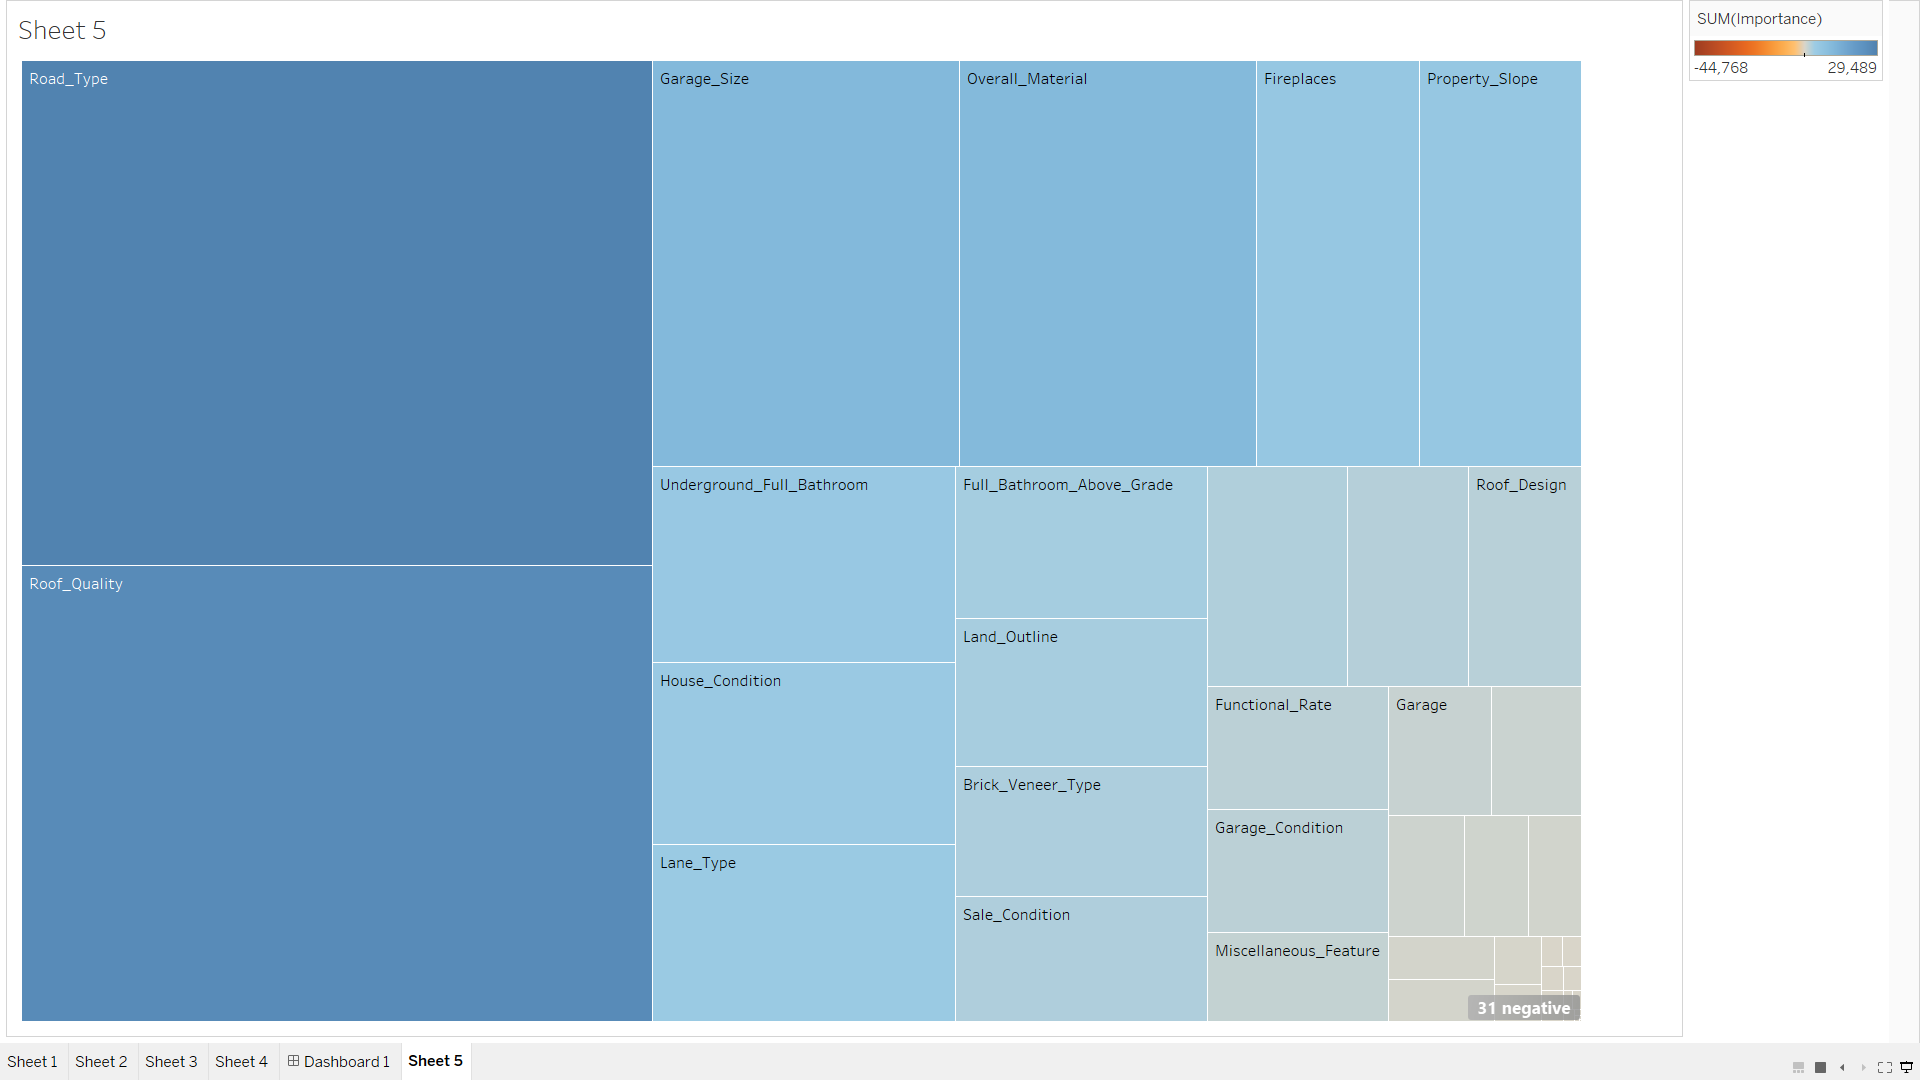 Sheet 5
SUM(Importance)
-44,768 29,489
Road_Type
Garage_Size
Overall_Material
Fireplaces
Property_Slope
Underground_Full_Bathroom
Full_Bathroom_Above_Grade
Roof_Design
Roof_Quality
Land_Outline
House_Condition
Functional_Rate
Garage
Brick_Veneer_Type
Garage_Condition
Lane_Type
Sale_Condition
Miscellaneous_Feature
31 negative
Sheet 1 Sheet 2 Sheet 3 Sheet 4 Dashboard 1 Sheet 5